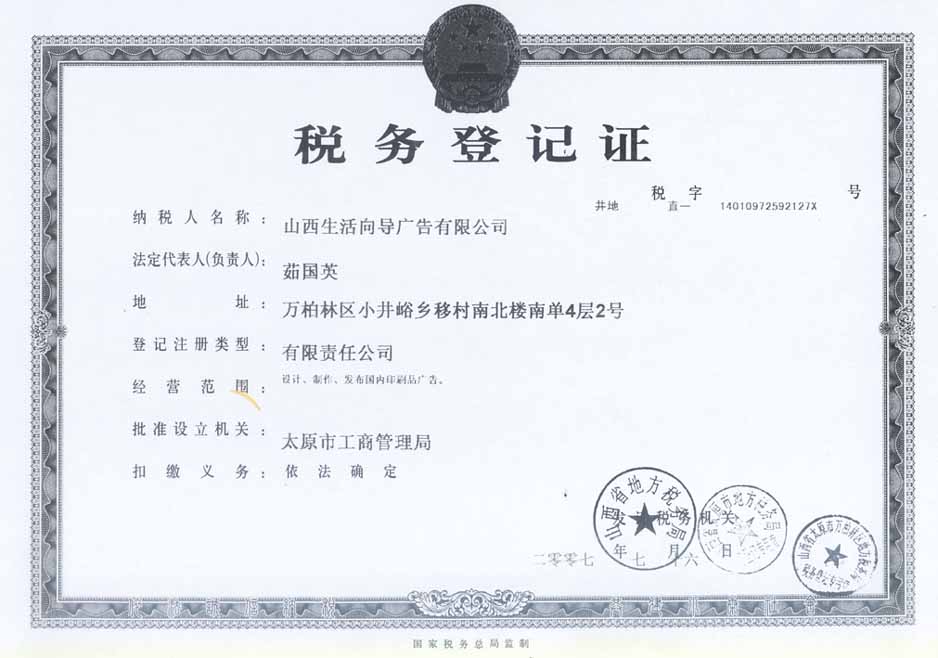 税务登记证
税字 号
井地 直一 14010972592127X
纳税人名称： 山西生活向导广告有限公司
法定代表人(负责人)： 茹国英
地址： 万柏林区小井峪乡移村南北楼南单4层2号
登记注册类型： 有限责任公司
经营范围： 设计、制作、发布国内印刷品广告。
批准设立机关： 太原市工商管理局
扣缴义务： 依法确定
山西省地方税务局
发证税务机关
二零零七年七月十六日
国家税务总局监制